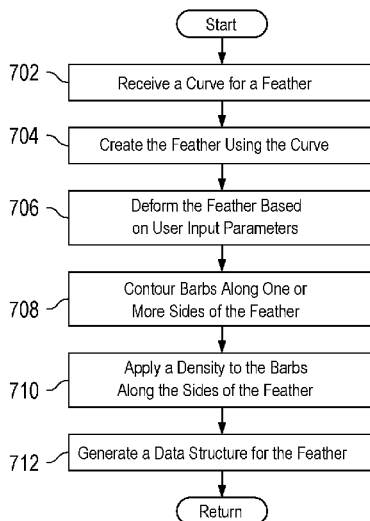 Start
702
Receive a Curve for a Feather
704
Create the Feather Using the Curve
706
Deform the Feather Based
on User Input Parameters
708
Contour Barbs Along One or
More Sides of the Feather
710
Apply a Density to the Barbs
Along the Sides of the Feather
712
Generate a Data Structure for the Feather
Return